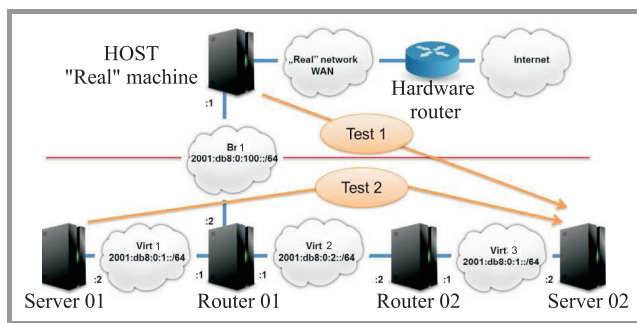 HOST
"Real" machine
„Real" network
WAN
Hardware
router
Internet
:1
Test 1
Br 1
2001:db8:0:100::/64
Test 2
:2
Virt 1
2001:db8:0:1::/64
Virt 2
2001:db8:0:2::/64
Virt 3
2001:db8:0:1::/64
:2
:1
:1
:2
:1
:2
Server 01
Router 01
Router 02
Server 02